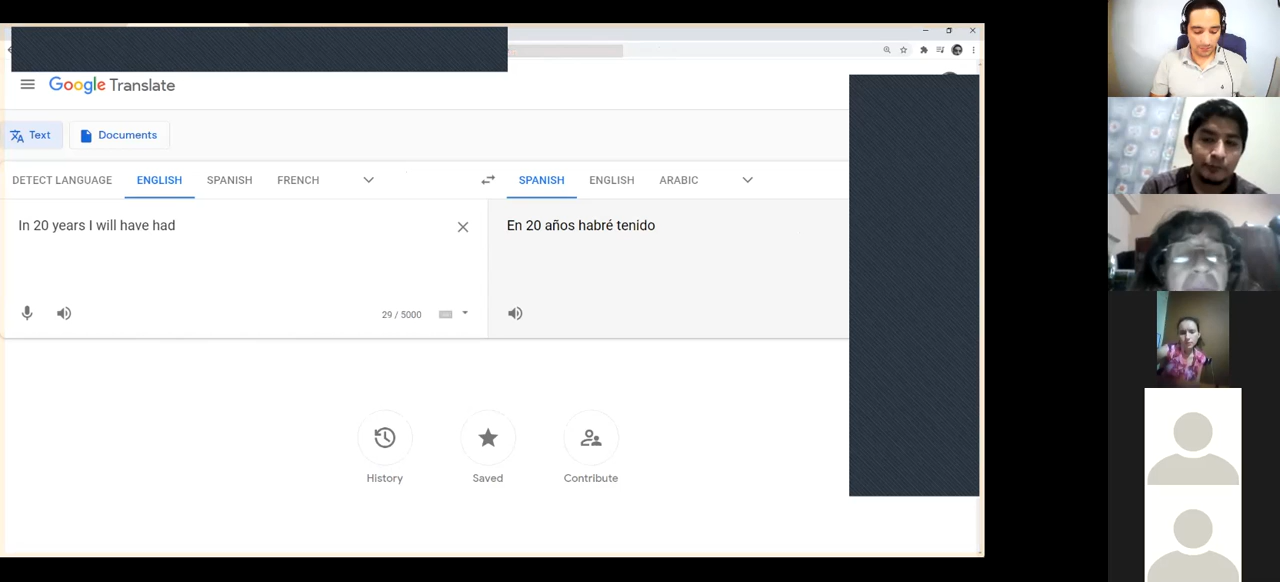 Google Translate
Text Documents
DETECT LANGUAGE ENGLISH SPANISH FRENCH SPANISH ENGLISH ARABIC
In 20 years I will have had
En 20 años habré tenido
29 / 5000
History Saved Contribute